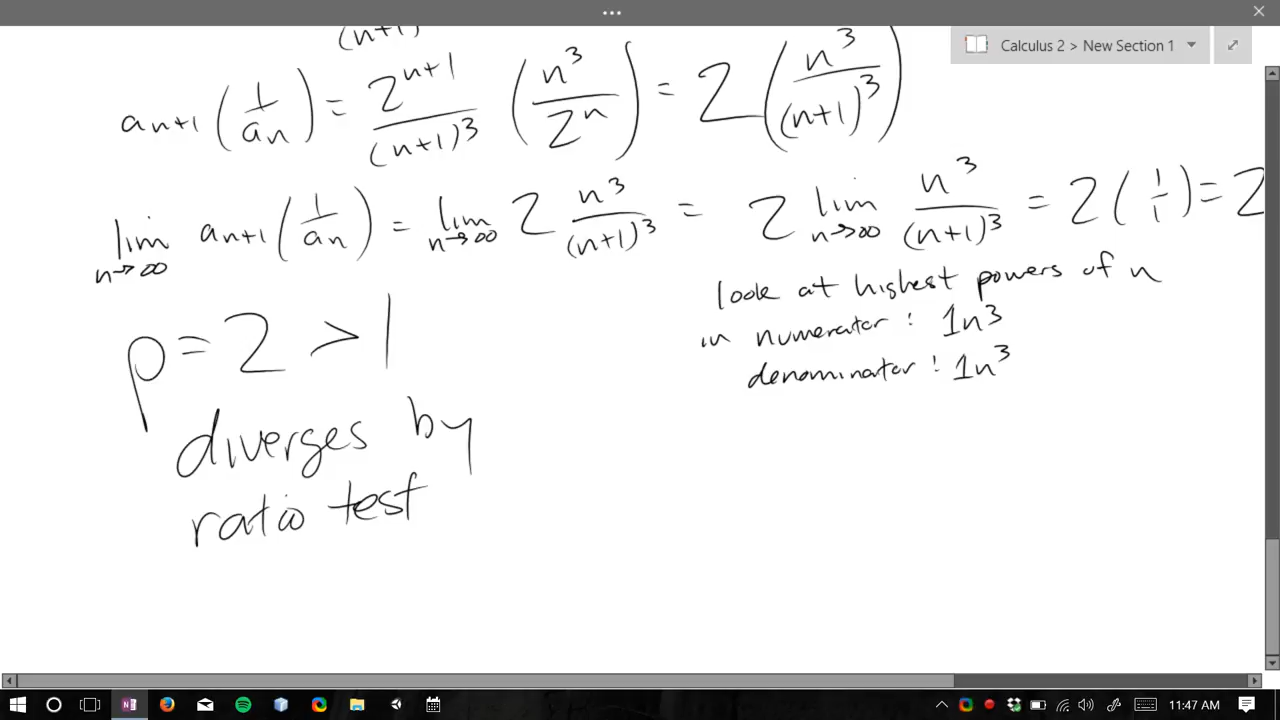 Calculus 2 > New Section 1
(n+1)
an+1 (1/an) = 2^(n+1)/(n+1)^3 (n^3/2^n) = 2 (n^3/(n+1)^3)
lim n→∞ an+1 (1/an) = lim n→∞ 2 n^3/(n+1)^3 = 2 lim n→∞ n^3/(n+1)^3 = 2 (1/1) = 2
look at highest powers of n
in numerator : 1n^3
denominator : 1n^3
ρ = 2 > 1
diverges by
ratio test
11:47 AM